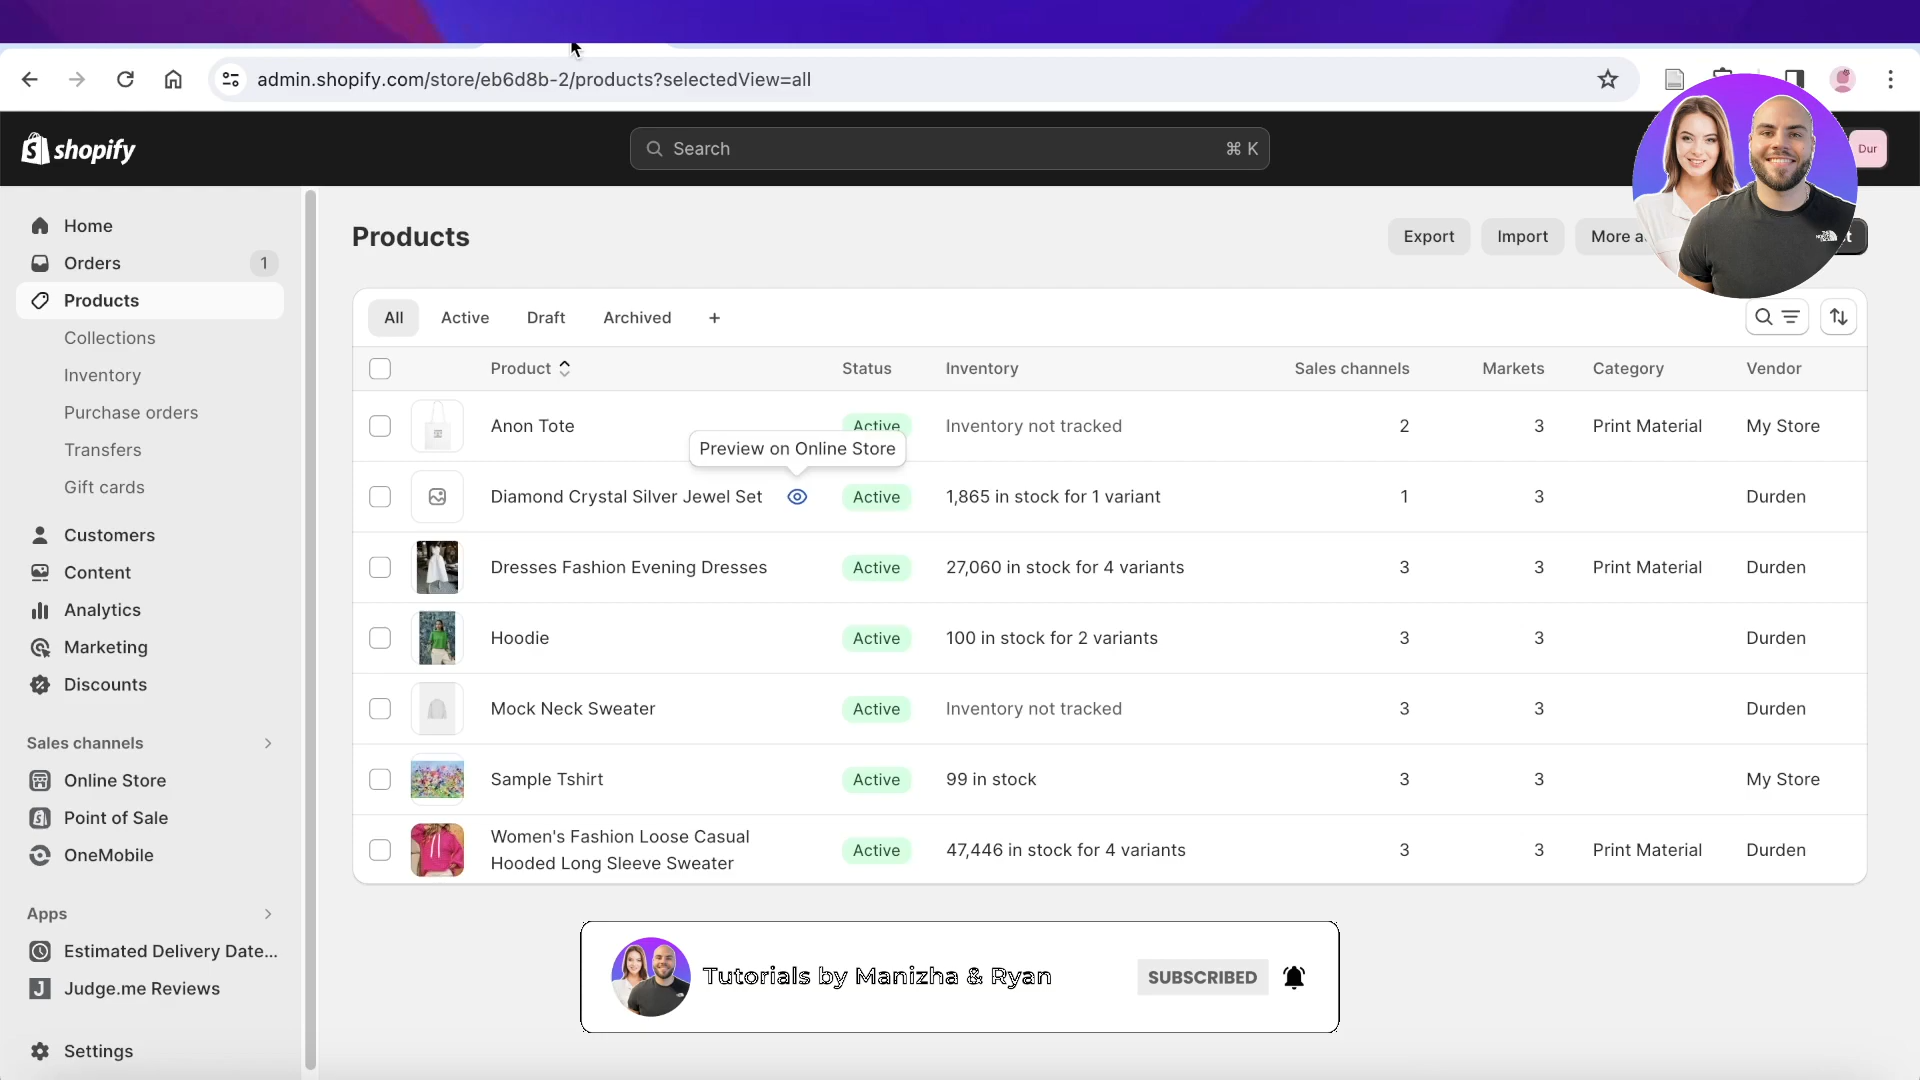 admin.shopify.com/store/eb6d8b-2/products?selectedView=all
shopify
Search
⌘ K
Dur
Home
Orders
1
Products
Collections
Inventory
Purchase orders
Transfers
Gift cards
Customers
Content
Analytics
Marketing
Discounts
Sales channels
Online Store
Point of Sale
OneMobile
Apps
Estimated Delivery Date...
Judge.me Reviews
Settings
Products
Export
Import
More a
All
Active
Draft
Archived
+
Product
Status
Inventory
Sales channels
Markets
Category
Vendor
Anon Tote
Active
Inventory not tracked
2
3
Print Material
My Store
Preview on Online Store
Diamond Crystal Silver Jewel Set
Active
1,865 in stock for 1 variant
1
3
Durden
Dresses Fashion Evening Dresses
Active
27,060 in stock for 4 variants
3
3
Print Material
Durden
Hoodie
Active
100 in stock for 2 variants
3
3
Durden
Mock Neck Sweater
Active
Inventory not tracked
3
3
Durden
Sample Tshirt
Active
99 in stock
3
3
My Store
Women's Fashion Loose Casual
Hooded Long Sleeve Sweater
Active
47,446 in stock for 4 variants
3
3
Print Material
Durden
Tutorials by Manizha & Ryan
SUBSCRIBED